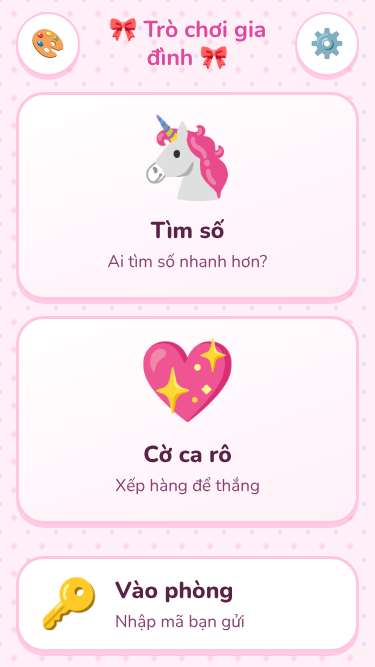 🎀 Trò chơi gia
đình 🎀
Tìm số
Ai tìm số nhanh hơn?
Cờ ca rô
Xếp hàng để thắng
Vào phòng
Nhập mã bạn gửi